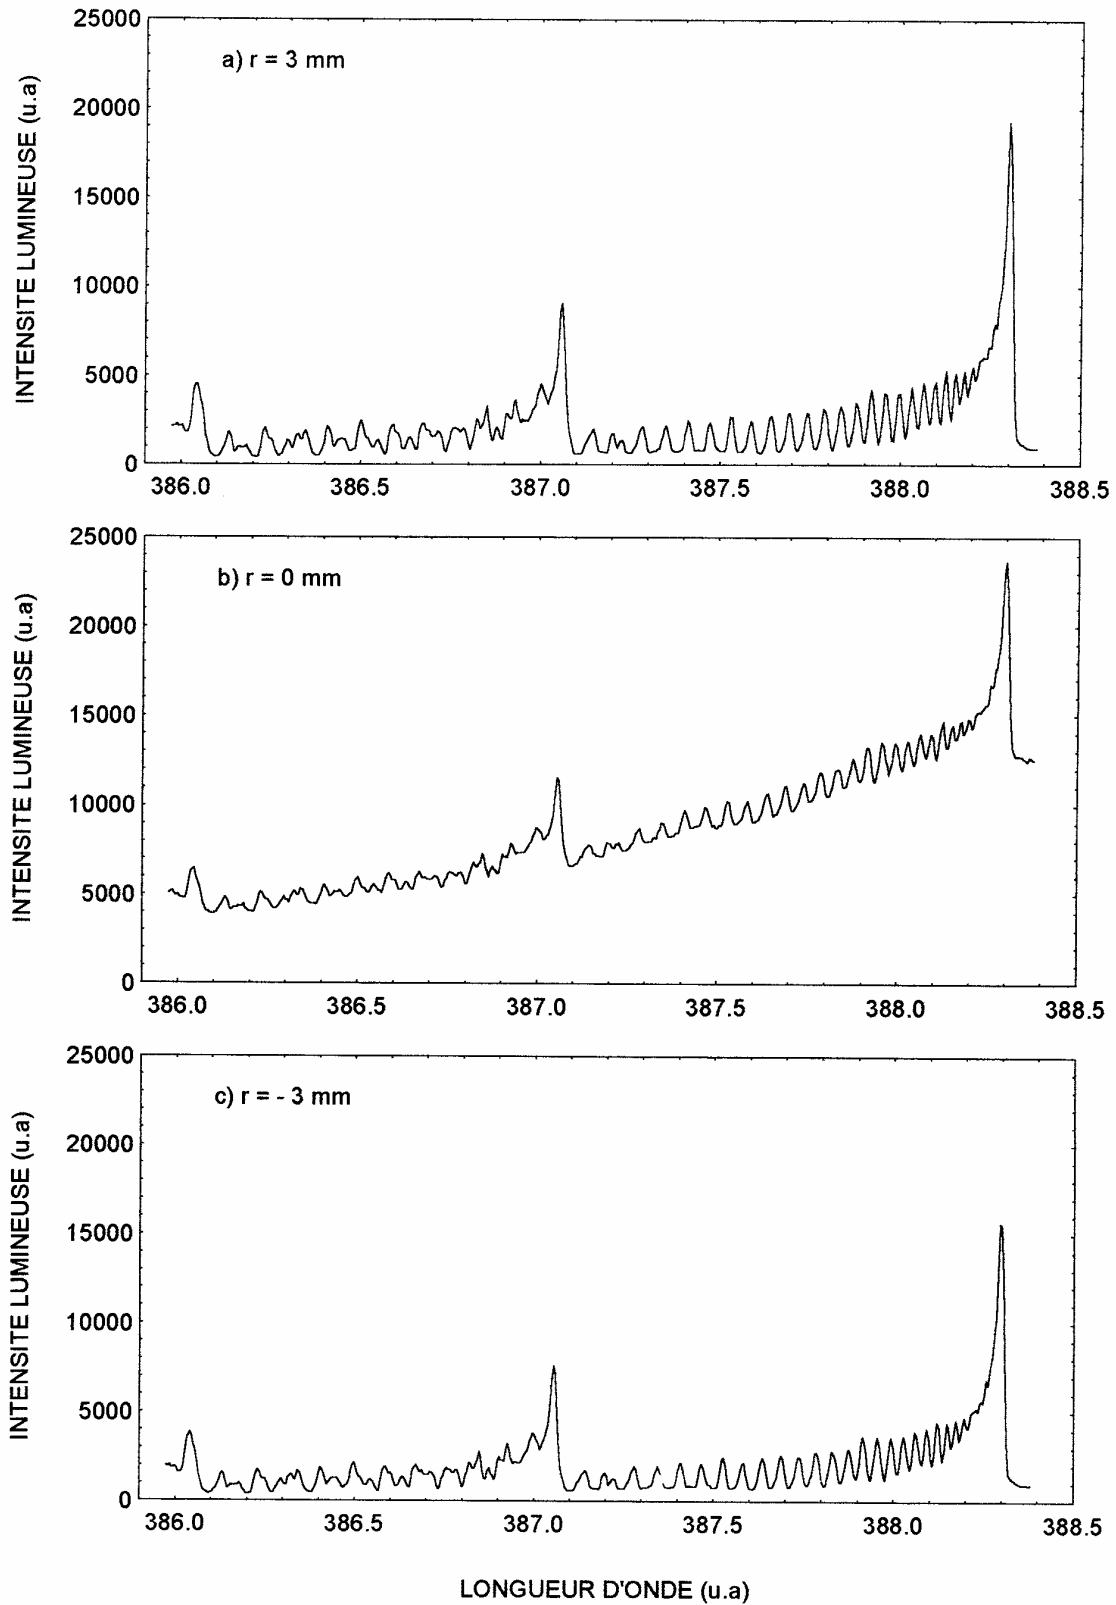 25000
a) r = 3 mm
20000
15000
10000
5000
0
INTENSITE LUMINEUSE (u.a)
386.0 386.5 387.0 387.5 388.0 388.5
25000
b) r = 0 mm
20000
15000
10000
5000
0
INTENSITE LUMINEUSE (u.a)
386.0 386.5 387.0 387.5 388.0 388.5
25000
c) r = - 3 mm
20000
15000
10000
5000
0
INTENSITE LUMINEUSE (u.a)
386.0 386.5 387.0 387.5 388.0 388.5
LONGUEUR D'ONDE (u.a)